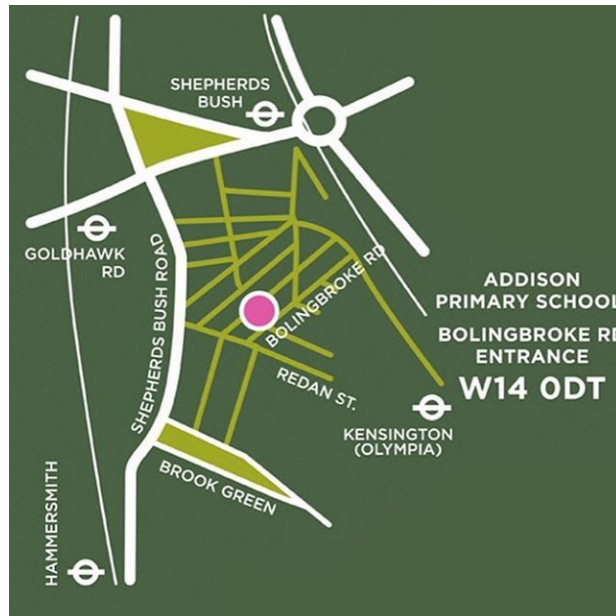 SHEPHERDS
BUSH
GOLDHAWK
RD
SHEPHERDS BUSH ROAD
BOLINGBROKE RD
ADDISON
PRIMARY SCHOOL
BOLINGBROKE RD
ENTRANCE
W14 0DT
REDAN ST.
KENSINGTON
(OLYMPIA)
BROOK GREEN
HAMMERSMITH